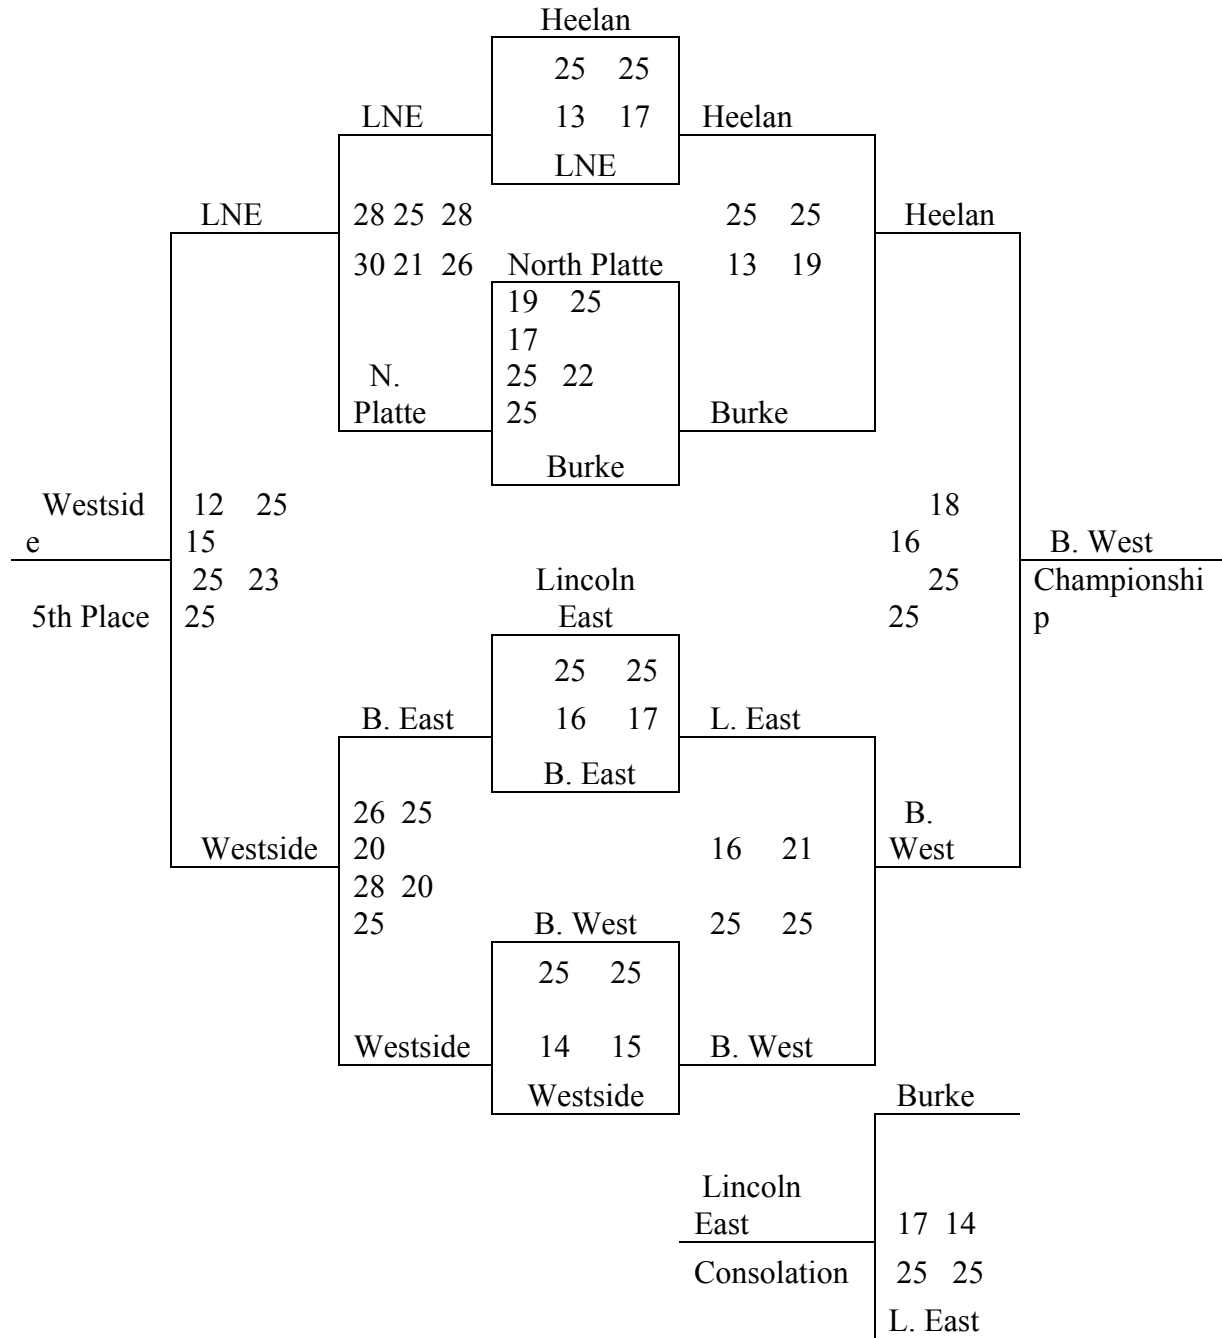 Heelan
25 25
LNE 13 17 Heelan
LNE
LNE 28 25 28 25 25 Heelan
30 21 26 North Platte 13 19
19 25
17
N. 25 22
Platte 25 Burke
Burke
Westsid 12 25 18
e 15 16 B. West
25 23 Lincoln 25 Championshi
5th Place 25 East 25 p
25 25
B. East 16 17 L. East
B. East
26 25 B.
Westside 20 16 21 West
28 20
25 B. West 25 25
25 25
Westside 14 15 B. West
Westside Burke
Lincoln
East 17 14
Consolation 25 25
L. East